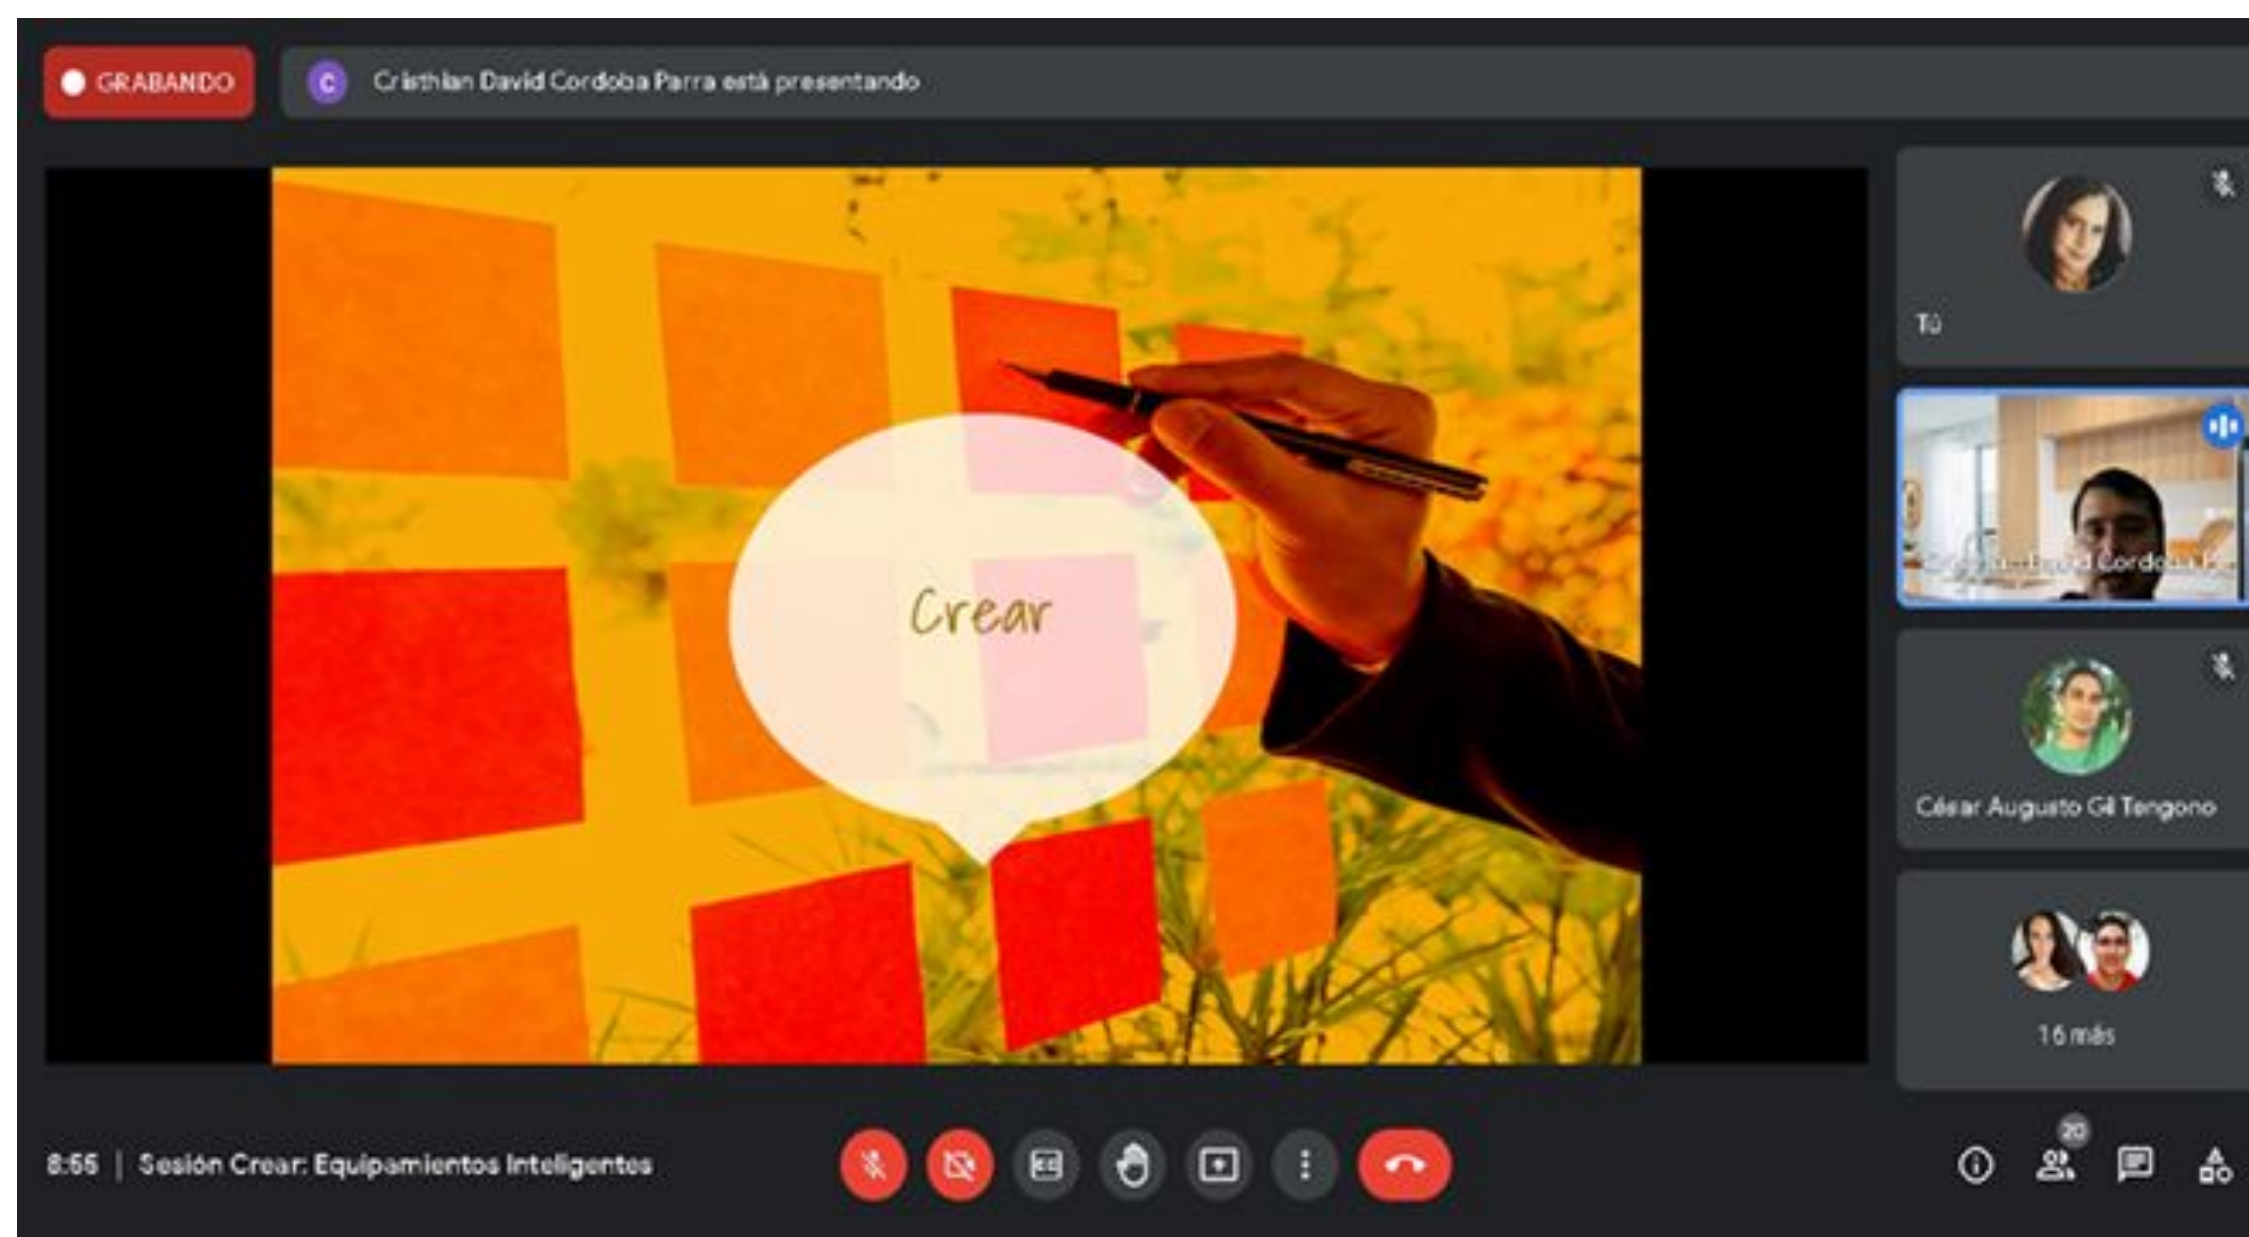 GRABANDO
C
Cristhian David Cordoba Parra está presentando
Tú
Crear
César Augusto Gil Tengono
16 más
20
8:55 | Sesión Crear: Equipamientos Inteligentes